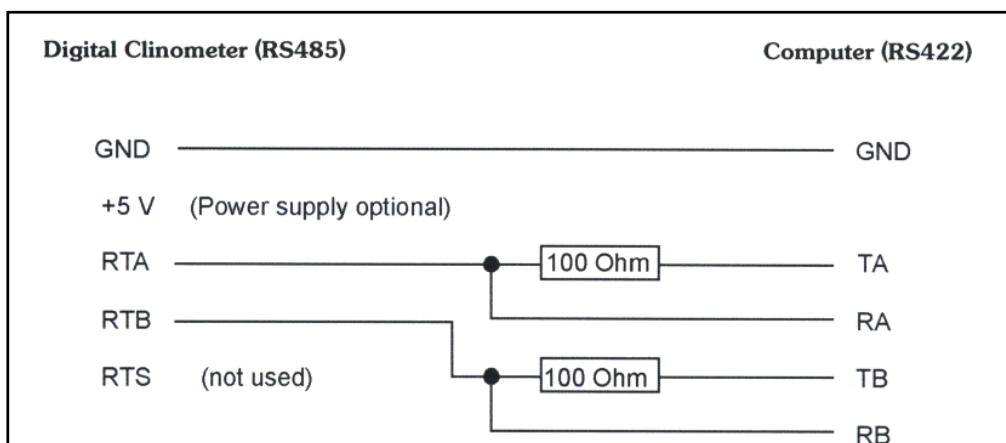 Digital Clinometer (RS485)
Computer (RS422)
GND
GND
+5 V (Power supply optional)
RTA
100 Ohm
TA
RTB
RA
RTS (not used)
100 Ohm
TB
RB